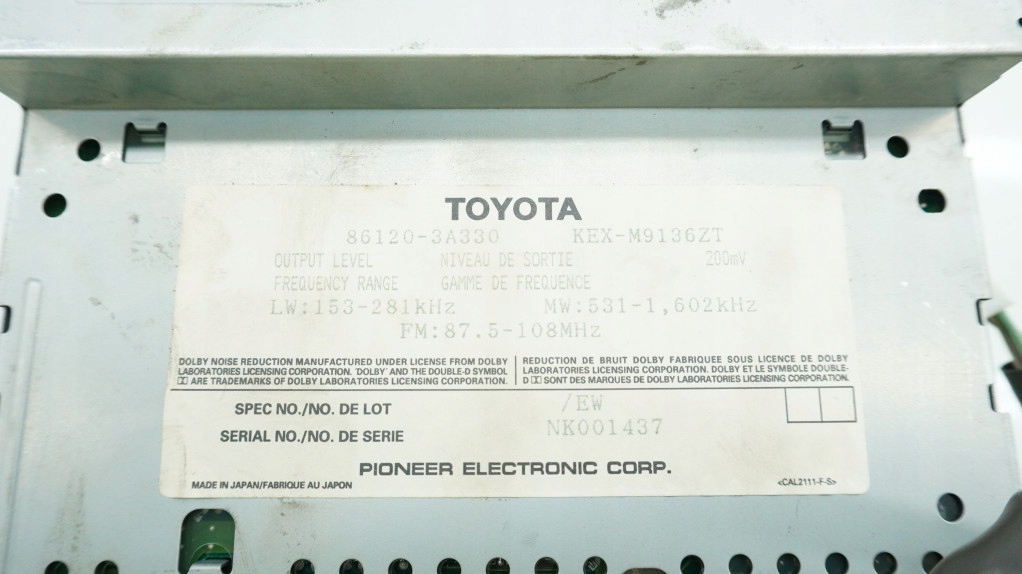 TOYOTA
86120-3A330 KEX-M9136ZT
OUTPUT LEVEL NIVEAU DE SORTIE 200mV
FREQUENCY RANGE GAMME DE FREQUENCE
LW:153-281kHz MW:531-1,602kHz
FM:87.5-108MHz
DOLBY NOISE REDUCTION MANUFACTURED UNDER LICENSE FROM DOLBY
LABORATORIES LICENSING CORPORATION. 'DOLBY' AND THE DOUBLE-D SYMBOL
ARE TRADEMARKS OF DOLBY LABORATORIES LICENSING CORPORATION.
REDUCTION DE BRUIT DOLBY FABRIQUEE SOUS LICENCE DE DOLBY
LABORATORIES LICENSING CORPORATION. DOLBY ET LE SYMBOLE DOUBLE-
D SONT DES MARQUES DE DOLBY LABORATORIES LICENSING CORPORATION.
SPEC NO./NO. DE LOT /EW
SERIAL NO./NO. DE SERIE NK001437
PIONEER ELECTRONIC CORP.
MADE IN JAPAN/FABRIQUE AU JAPON <CAL2111-F-S>